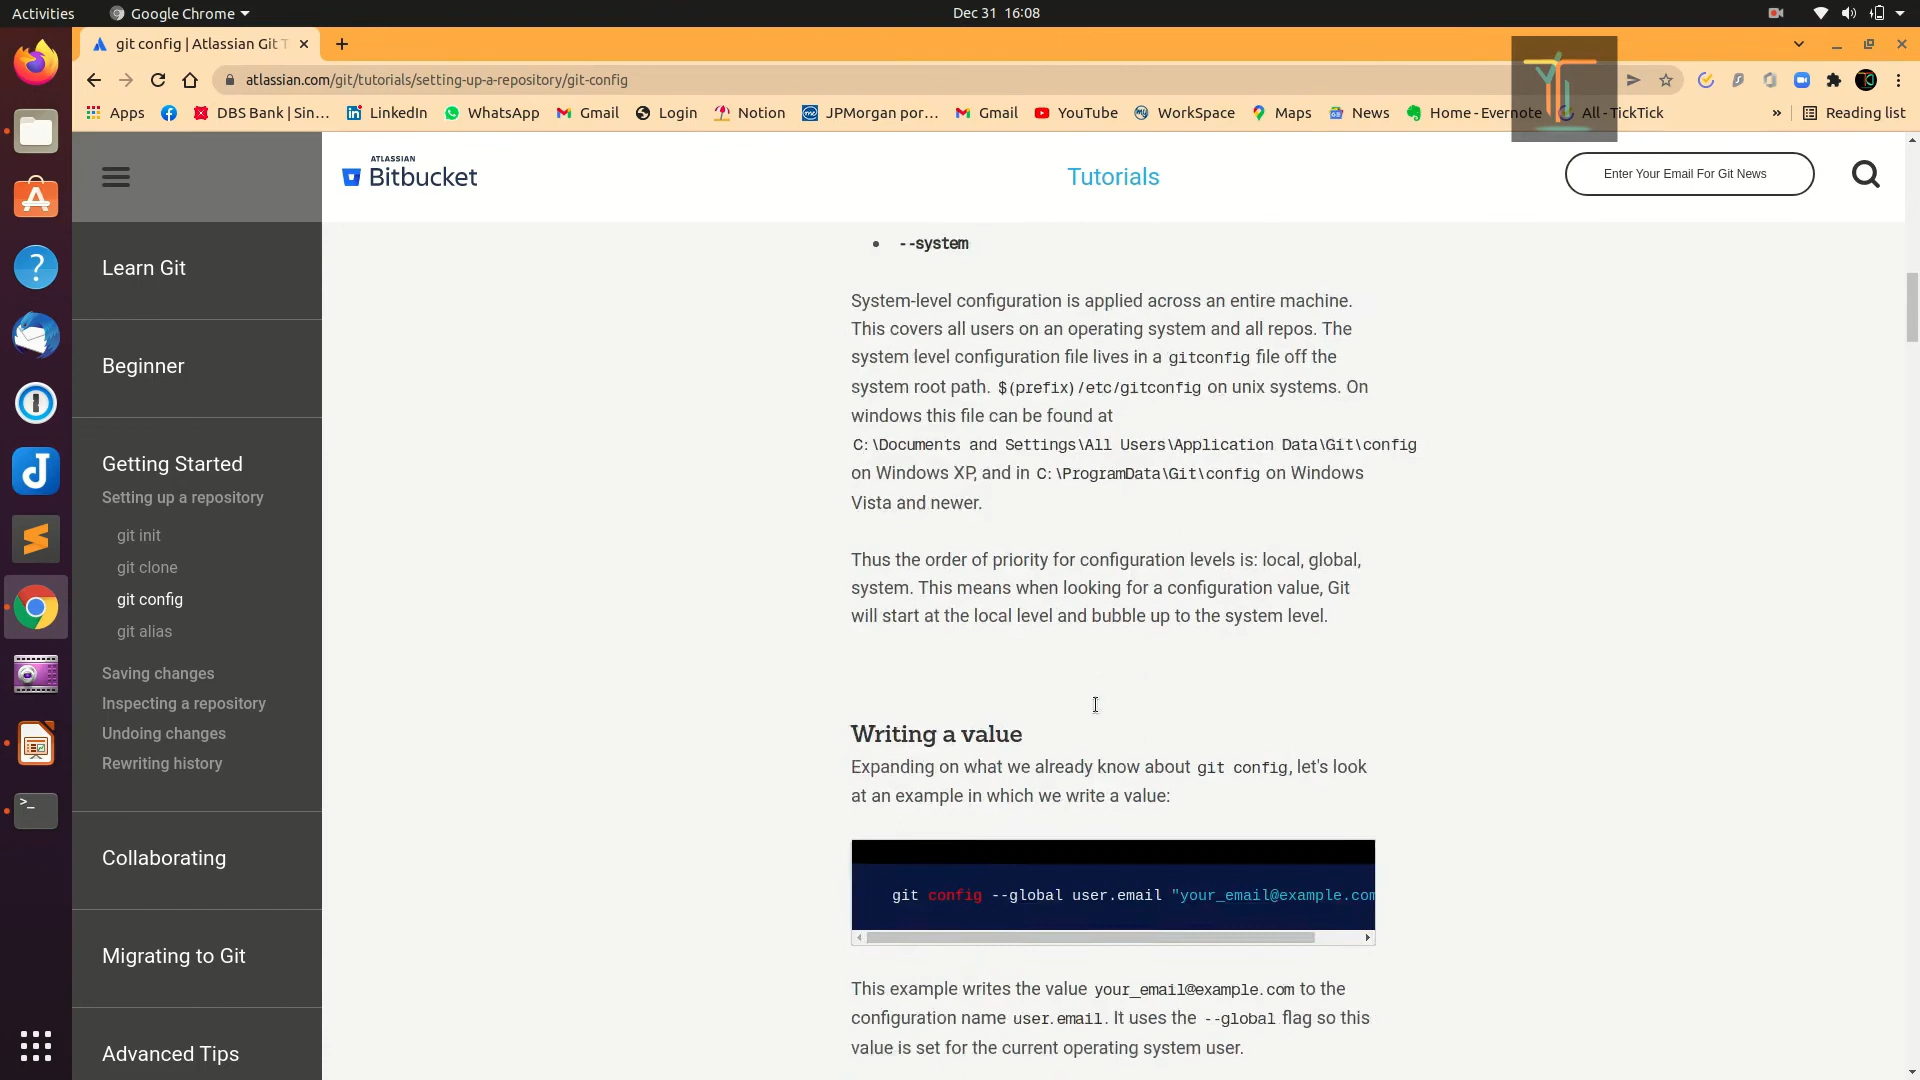 Activities
Google Chrome
Dec 31 16:08
git config | Atlassian Git T
atlassian.com/git/tutorials/setting-up-a-repository/git-config
Apps
DBS Bank | Sin...
LinkedIn
WhatsApp
Gmail
Login
Notion
JPMorgan por...
Gmail
YouTube
WorkSpace
Maps
News
Home - Evernote
All - TickTick
»
Reading list
ATLASSIAN
Bitbucket
Tutorials
Enter Your Email For Git News
Learn Git
Beginner
Getting Started
Setting up a repository
git init
git clone
git config
git alias
Saving changes
Inspecting a repository
Undoing changes
Rewriting history
Collaborating
Migrating to Git
Advanced Tips
• --system
System-level configuration is applied across an entire machine.
This covers all users on an operating system and all repos. The
system level configuration file lives in a gitconfig file off the
system root path. $(prefix)/etc/gitconfig on unix systems. On
windows this file can be found at
C:\Documents and Settings\All Users\Application Data\Git\config
on Windows XP, and in C:\ProgramData\Git\config on Windows
Vista and newer.
Thus the order of priority for configuration levels is: local, global,
system. This means when looking for a configuration value, Git
will start at the local level and bubble up to the system level.
Writing a value
Expanding on what we already know about git config, let's look
at an example in which we write a value:
git config --global user.email "your_email@example.com
This example writes the value your_email@example.com to the
configuration name user.email. It uses the --global flag so this
value is set for the current operating system user.